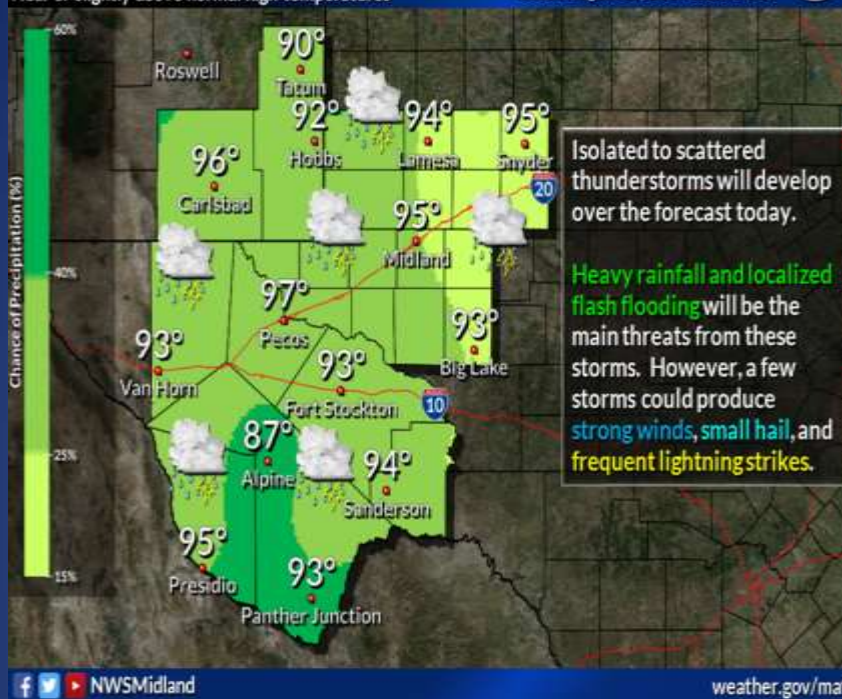 60%
Roswell
90°
Tatum
92°
Hobbs
94°
Lamesa
95°
Snyder
96°
Carlsbad
20
Isolated to scattered
thunderstorms will develop
over the forecast today.
95°
Midland
Chance of Precipitation (%)
40%
Heavy rainfall and localized
flash flooding will be the
main threats from these
storms. However, a few
storms could produce
strong winds, small hail, and
frequent lightning strikes.
97°
Pecos
93°
Big Lake
93°
Van Horn
93°
Fort Stockton
10
87°
Alpine
25%
94°
Sanderson
95°
Presidio
93°
Panther Junction
15%
NWSMidland
weather.gov/ma